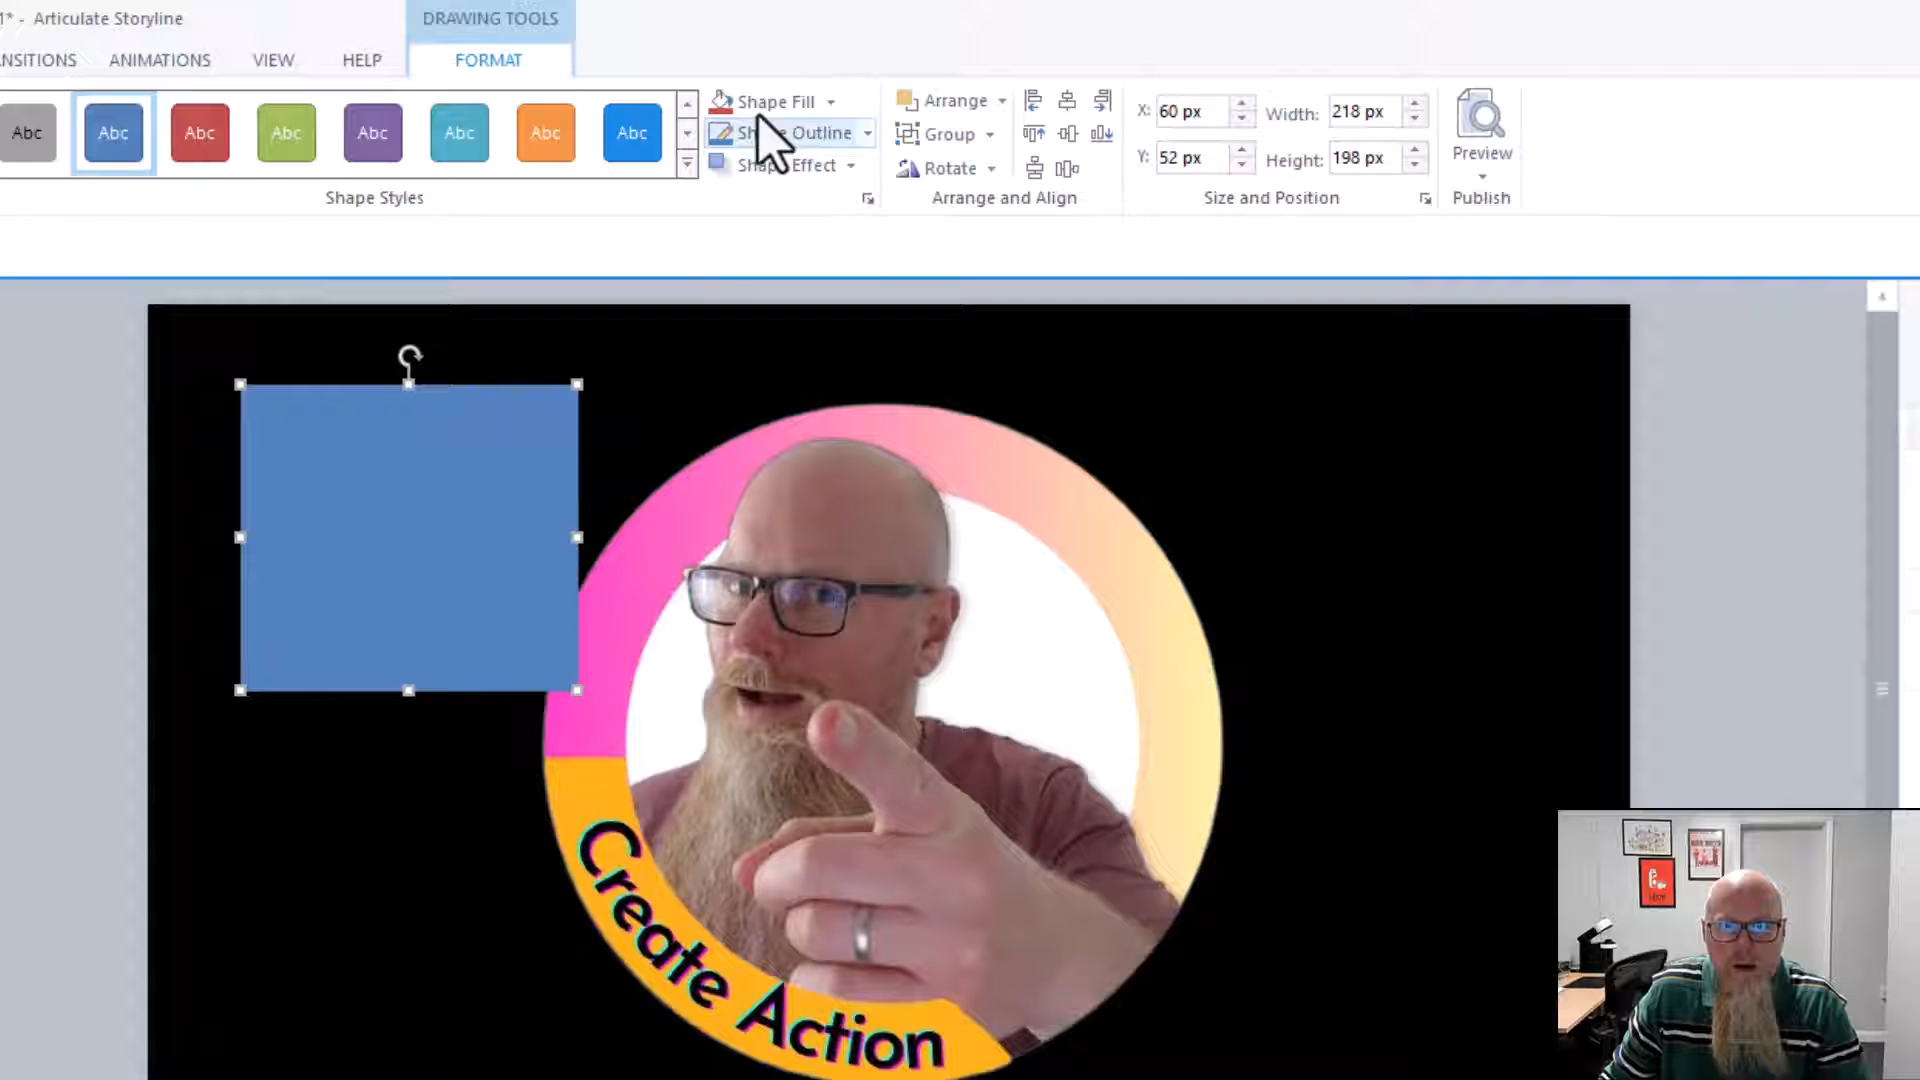 1* - Articulate Storyline
DRAWING TOOLS
NSITIONS
ANIMATIONS
VIEW
HELP
FORMAT
Abc
Abc
Abc
Abc
Abc
Abc
Abc
Abc
Shape Fill
Outline
Effect
Shape Styles
Arrange
Group
Rotate
Arrange and Align
X: 60 px
Width: 218 px
Y: 52 px
Height: 198 px
Size and Position
Preview
Publish
Create Action